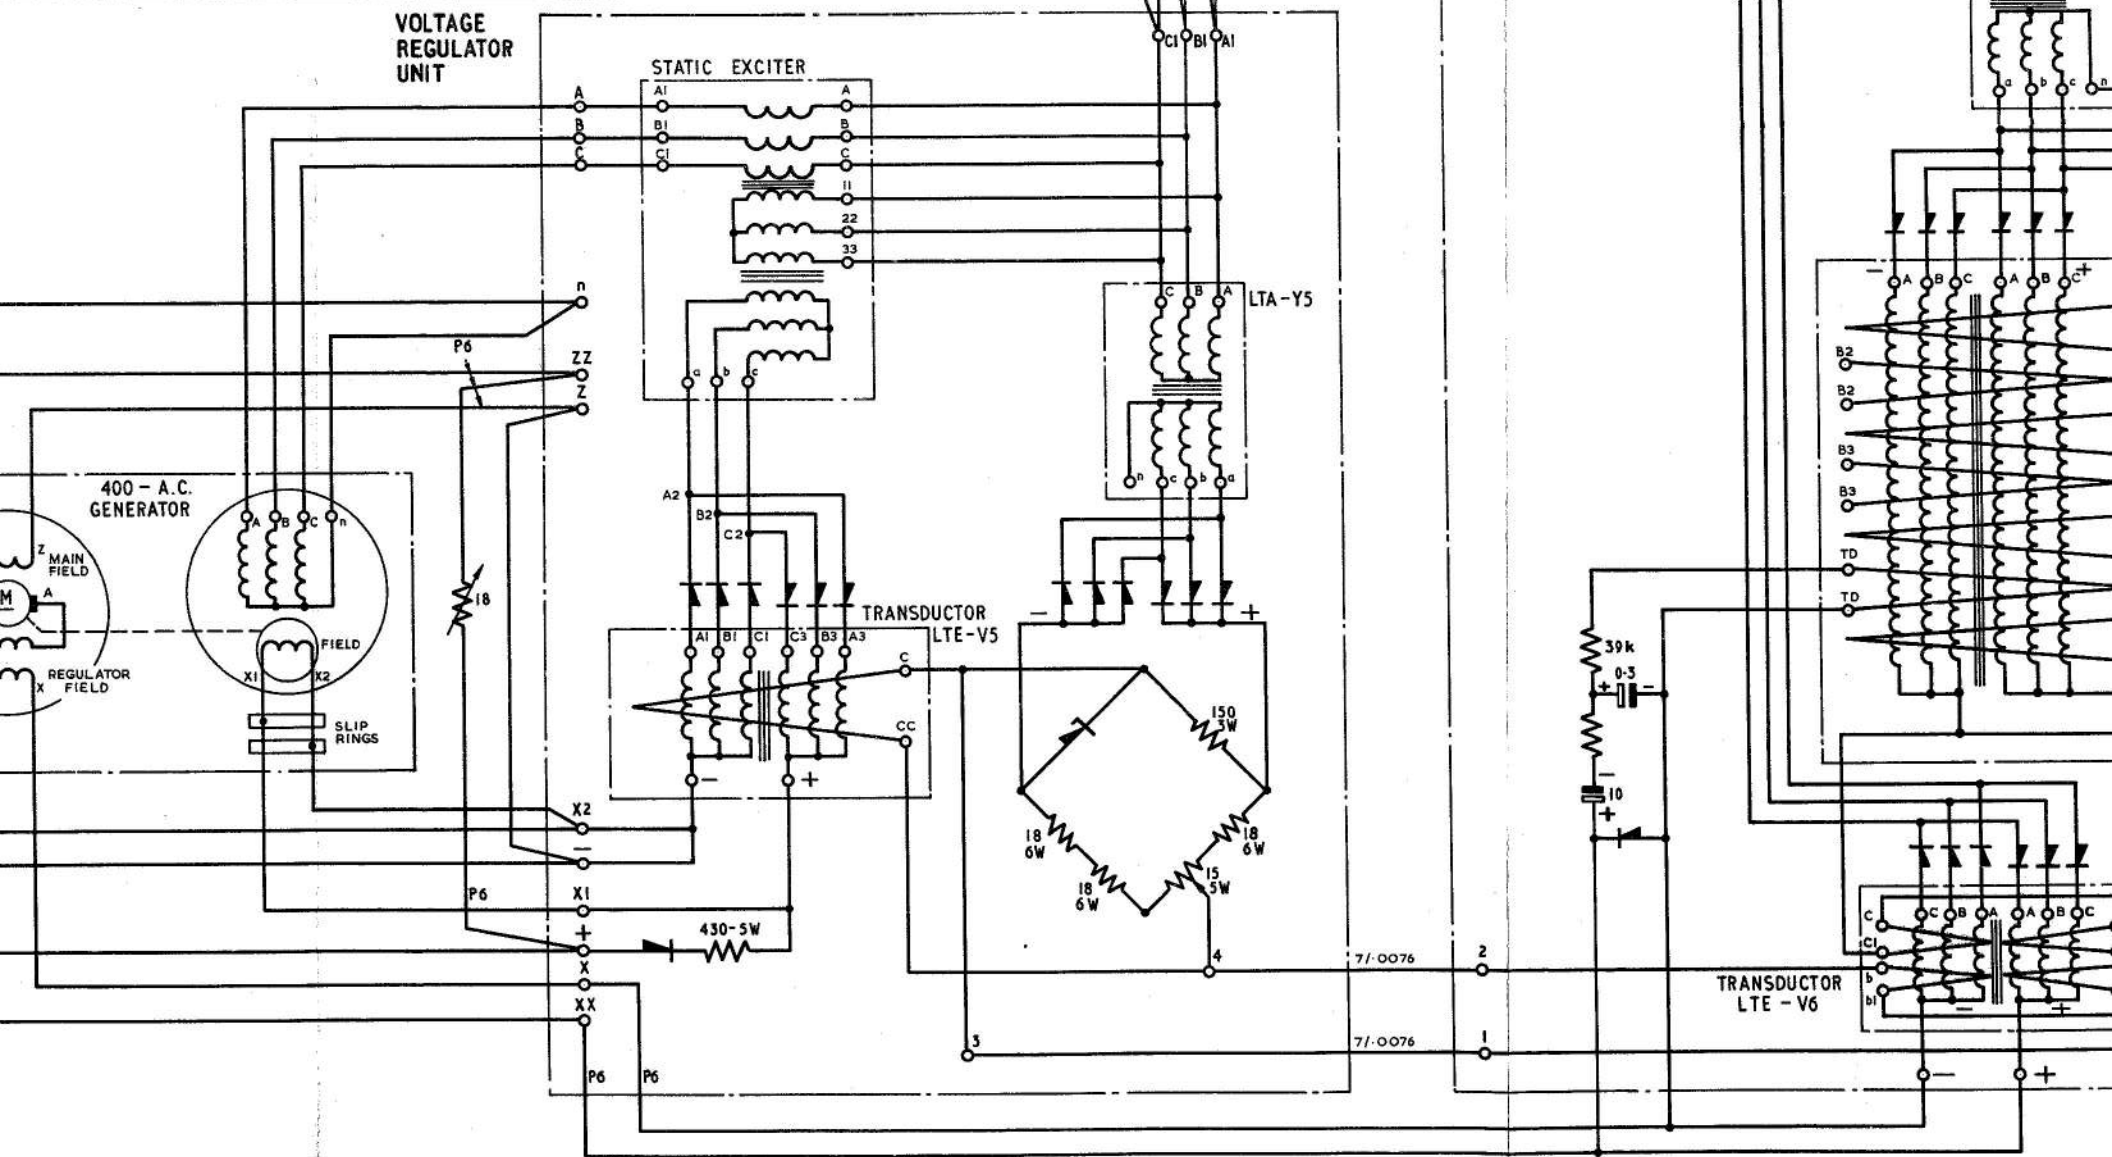 VOLTAGE
REGULATOR
UNIT
C1 B1 A1
STATIC EXCITER
A A1 A
B B1 B
C C1 C
11
22
33
a b c n
n
C B A
LTA-Y5
P6
ZZ
Z
a b c
n c b a
- A B C A B C +
B2
B2
B3
B3
TD
TD
400 - A.C.
GENERATOR
A B C n
A2
B2
C2
Z MAIN
FIELD
M A
18
FIELD
X1 X2
REGULATOR
FIELD
X
SLIP
RINGS
TRANSDUCTOR
LTE-V5
A1 B1 C1 C3 B3 A3
C
CC
- +
- +
150
3W
18
6W
18
6W
18
6W
15
5W
39k
+ 0-3 -
-
10
+
X2
-
X1
P6
+
430-5W
X
XX
4
7/.0076
2
3
7/.0076
1
P6 P6
C B A A B C
C
C1
b
b1
- +
TRANSDUCTOR
LTE - V6
- +